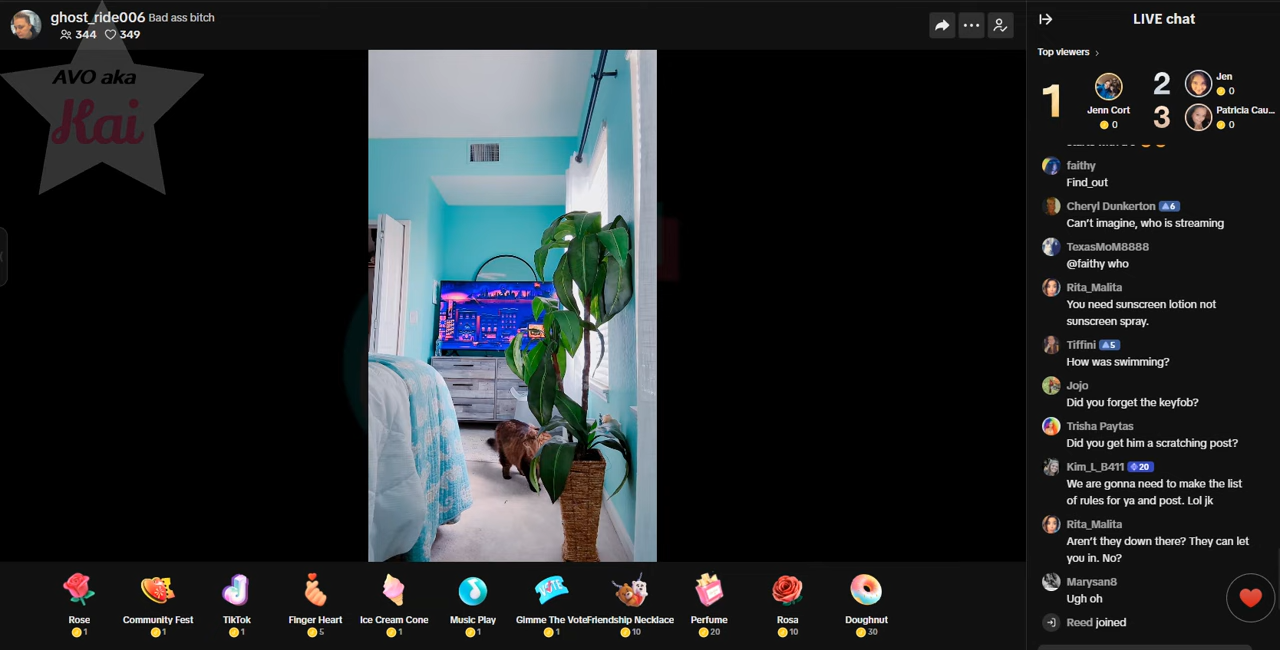 ghost_ride006 Bad ass bitch
344 349
AVO aka
Kai
LIVE chat
Top viewers
1
Jenn Cort
0
2
Jen
0
3
Patricia Cau...
0
faithy
Find_out
Cheryl Dunkerton 6
Can't imagine, who is streaming
TexasMoM8888
@faithy who
Rita_Malita
You need sunscreen lotion not
sunscreen spray.
Tiffini 5
How was swimming?
Jojo
Did you forget the keyfob?
Trisha Paytas
Did you get him a scratching post?
Kim_L_B411 20
We are gonna need to make the list
of rules for ya and post. Lol jk
Rita_Malita
Aren't they down there? They can let
you in. No?
Marysan8
Ugh oh
Reed joined
Rose
1
Community Fest
1
TikTok
1
Finger Heart
5
Ice Cream Cone
1
Music Play
1
VOTE
Gimme The Vote
1
Friendship Necklace
10
Perfume
20
Rosa
10
Doughnut
30